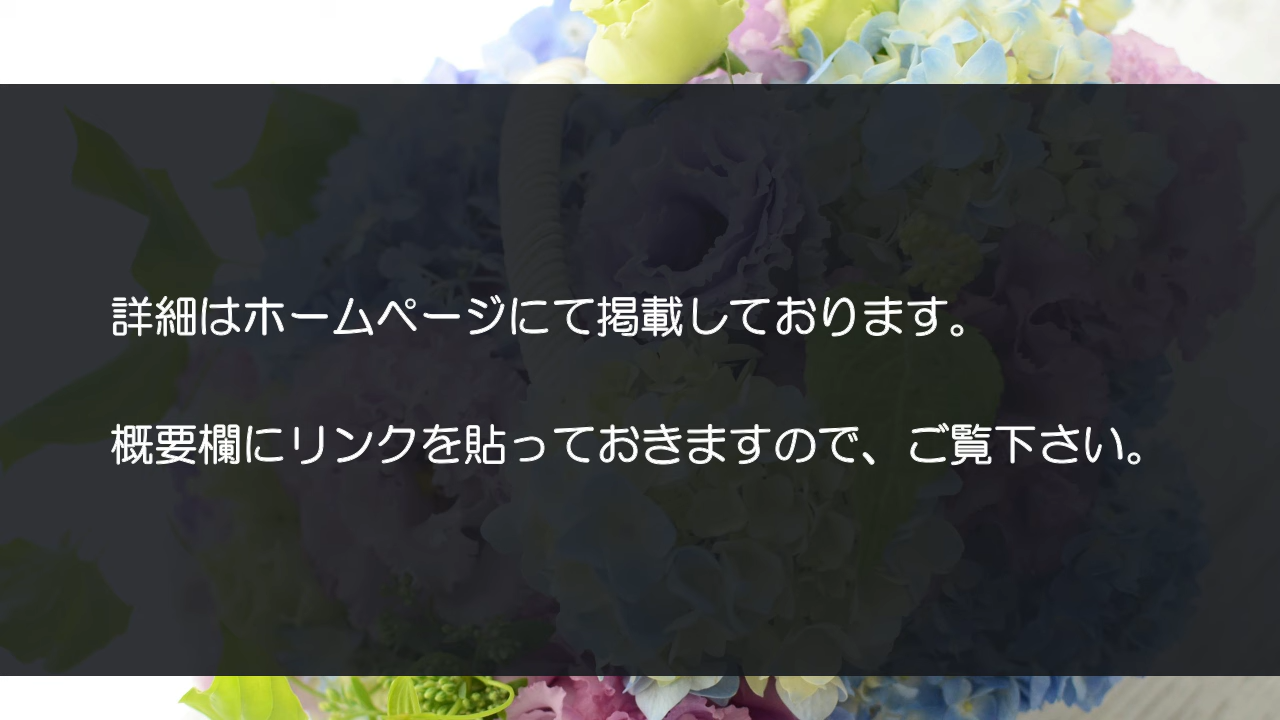 詳細はホームページにて掲載しております。
概要欄にリンクを貼っておきますので、ご覧下さい。